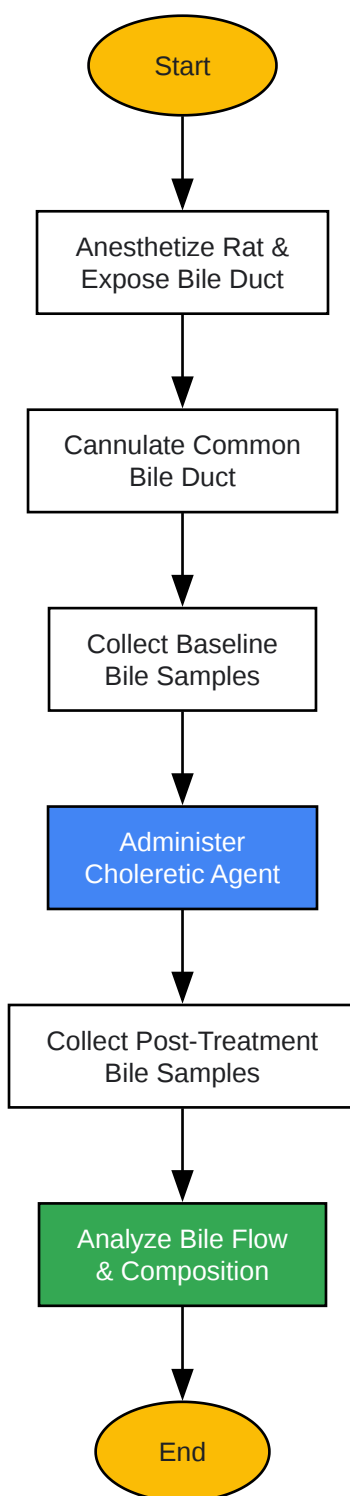 Start
Anesthetize Rat &
Expose Bile Duct
Cannulate Common
Bile Duct
Collect Baseline
Bile Samples
Administer
Choleretic Agent
Collect Post-Treatment
Bile Samples
Analyze Bile Flow
& Composition
End